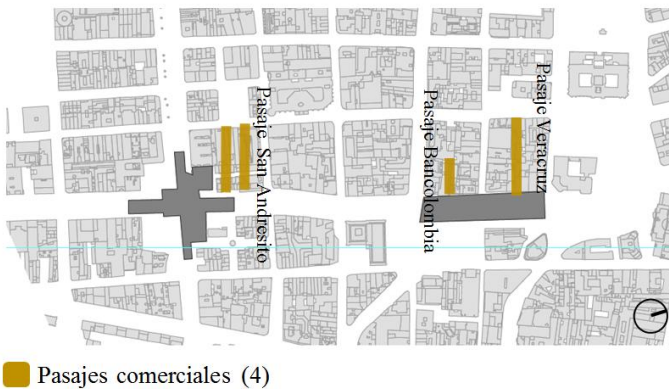 Pasaje San Andresito
Pasaje Bancolombia
Pasaje Veracruz
Pasajes comerciales (4)